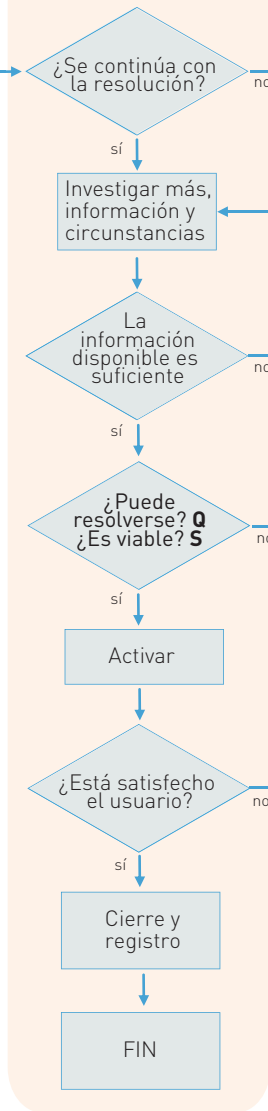 ¿Se continúa con
la resolución?
no
sí
Investigar más,
información y
circunstancias
La
información
disponible es
suficiente
no
sí
¿Puede
resolverse? Q
¿Es viable? S
no
sí
Activar
¿Está satisfecho
el usuario?
no
sí
Cierre y
registro
FIN